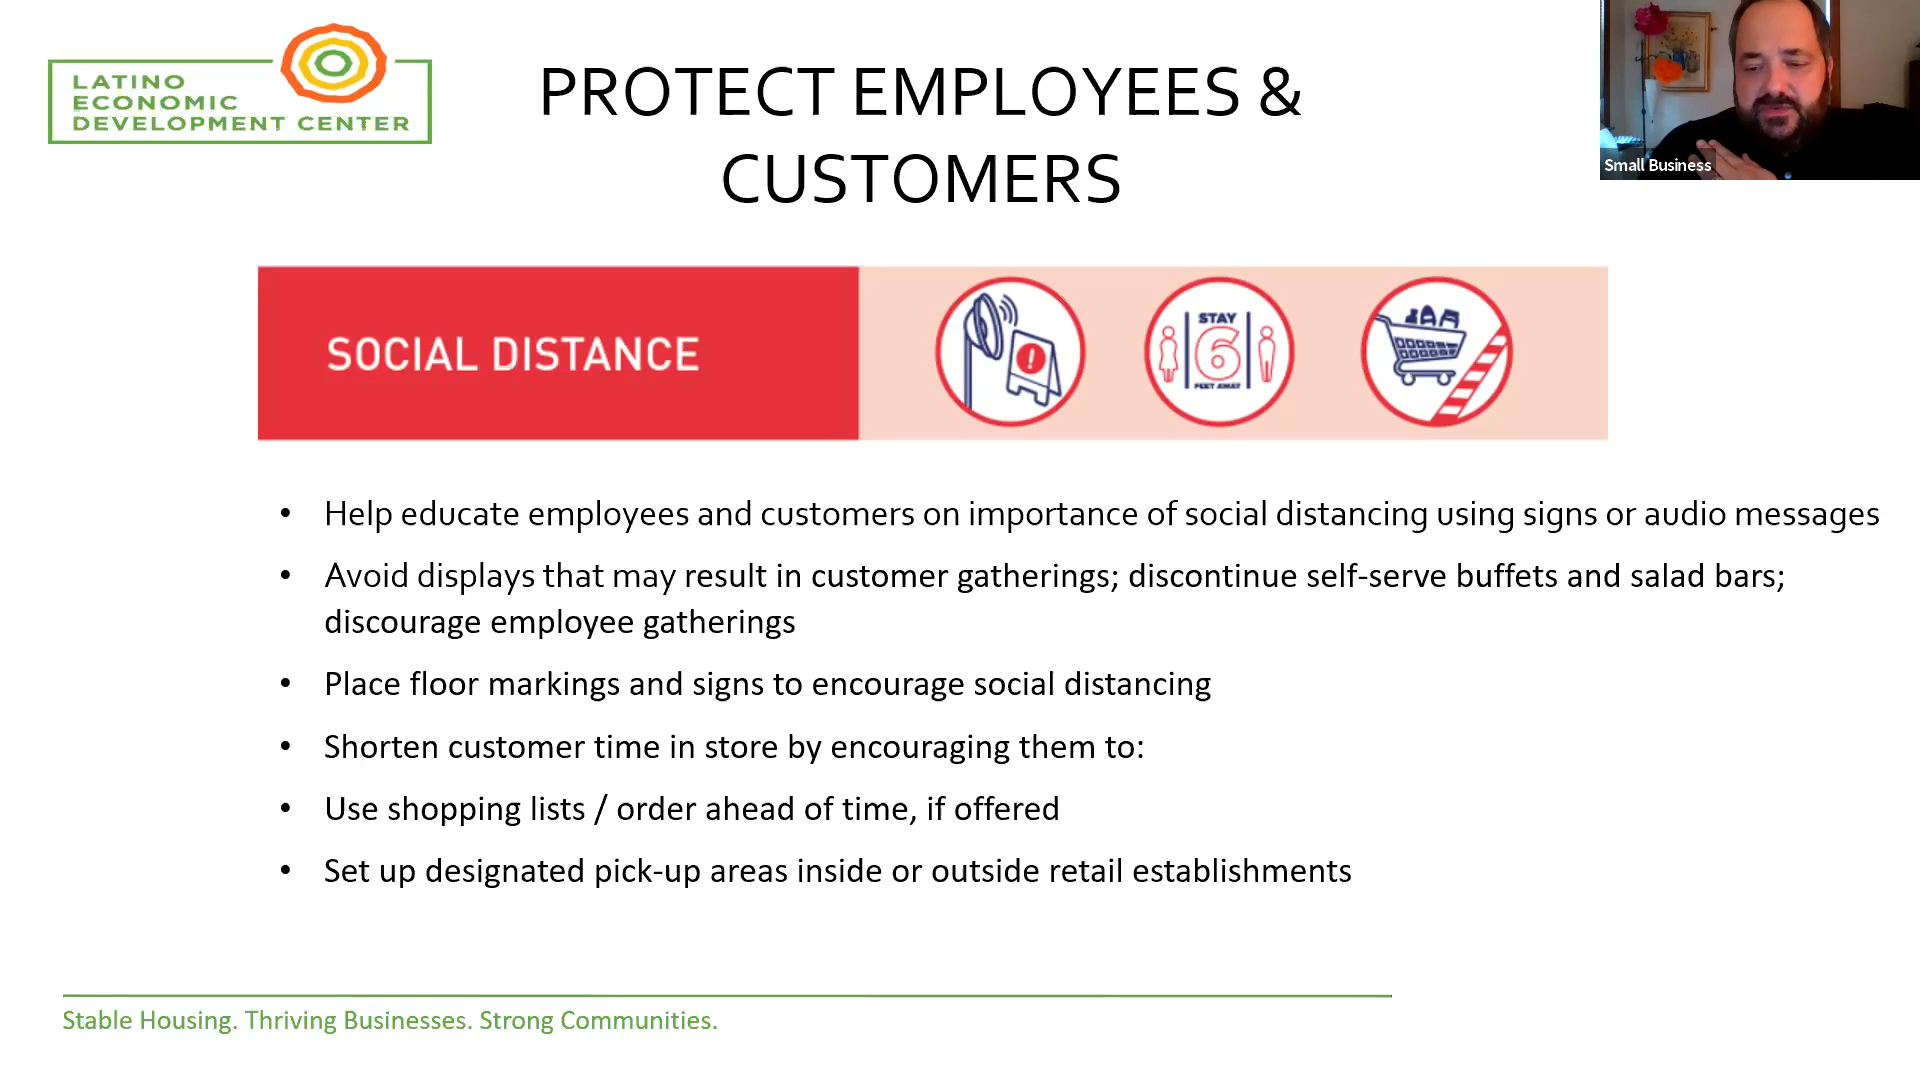 LATINO
ECONOMIC
DEVELOPMENT CENTER
PROTECT EMPLOYEES &
CUSTOMERS
Small Business
SOCIAL DISTANCE
STAY
6
FEET AWAY
• Help educate employees and customers on importance of social distancing using signs or audio messages
• Avoid displays that may result in customer gatherings; discontinue self-serve buffets and salad bars;
discourage employee gatherings
• Place floor markings and signs to encourage social distancing
• Shorten customer time in store by encouraging them to:
• Use shopping lists / order ahead of time, if offered
• Set up designated pick-up areas inside or outside retail establishments
Stable Housing. Thriving Businesses. Strong Communities.